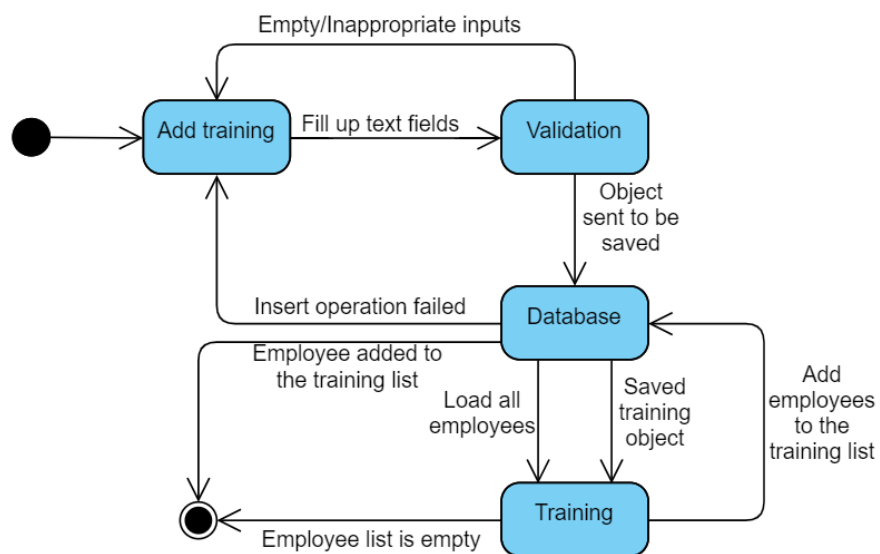 Empty/Inappropriate inputs
Add training
Fill up text fields
Validation
Object
sent to be
saved
Insert operation failed
Database
Employee added to
the training list
Load all
employees
Saved
training
object
Add
employees
to the
training list
Training
Employee list is empty